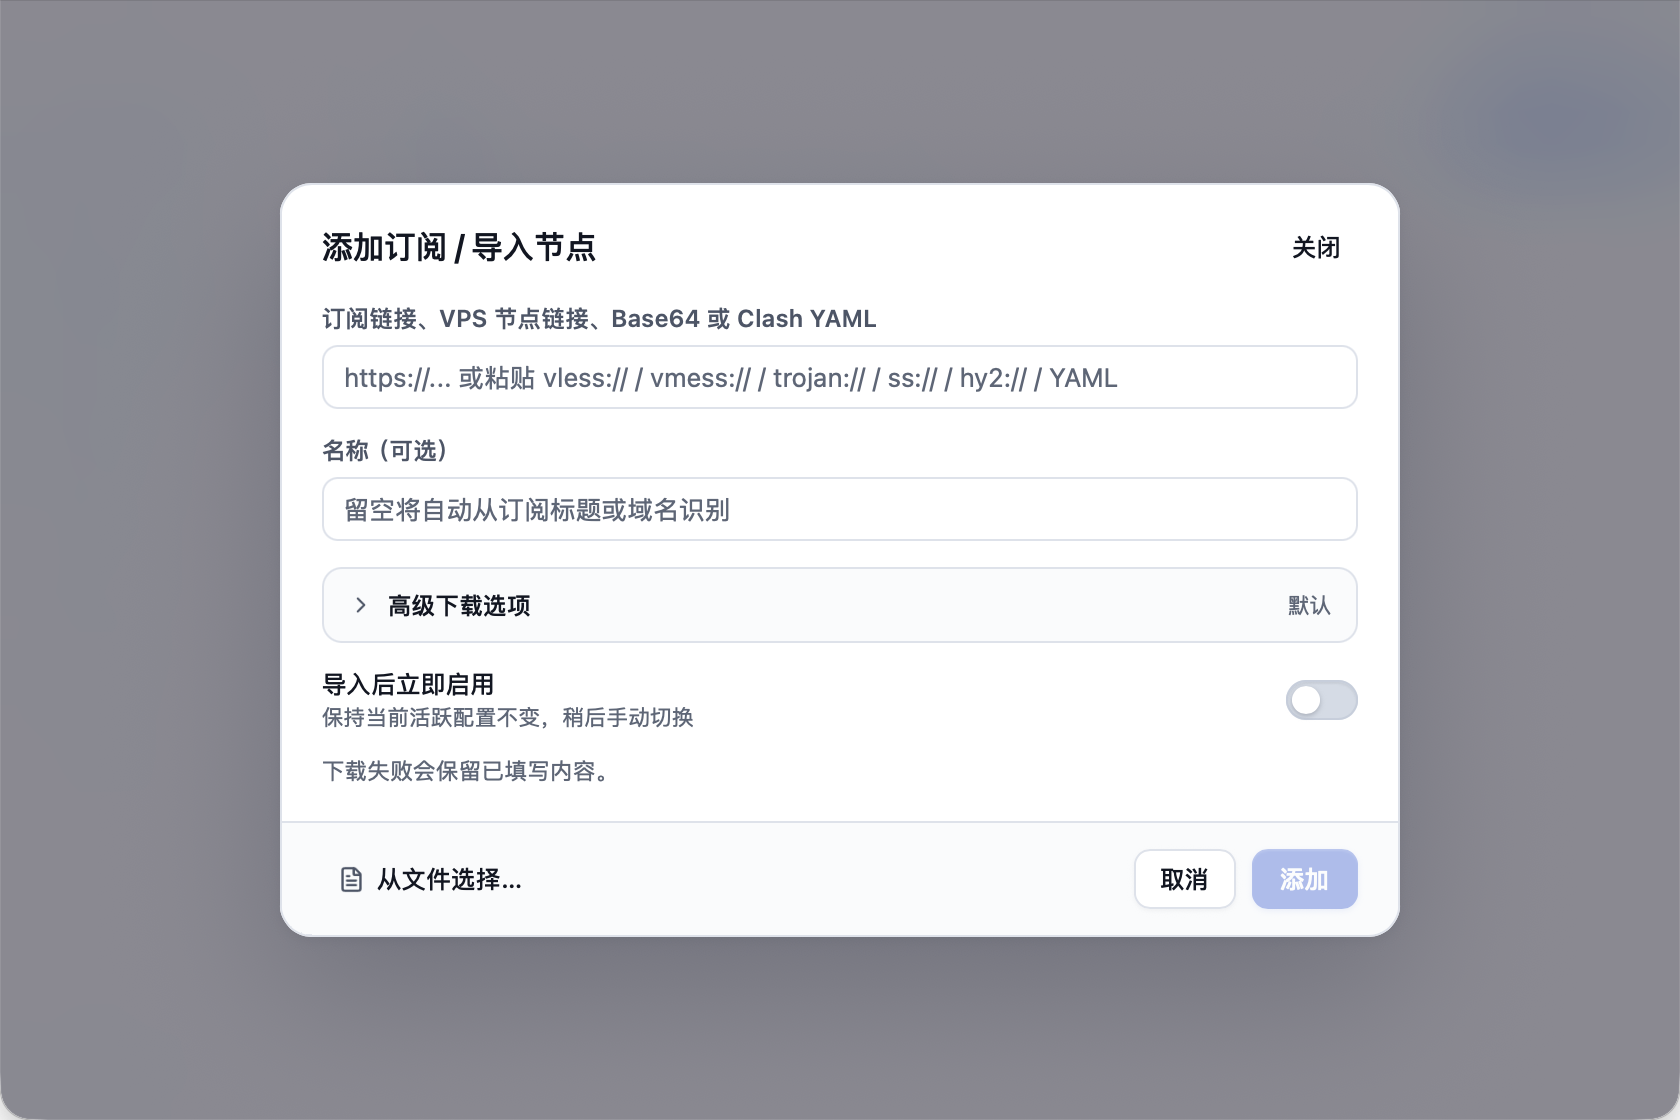 添加订阅 / 导入节点
关闭
订阅链接、VPS 节点链接、Base64 或 Clash YAML
https://... 或粘贴 vless:// / vmess:// / trojan:// / ss:// / hy2:// / YAML
名称（可选）
留空将自动从订阅标题或域名识别
高级下载选项
默认
导入后立即启用
保持当前活跃配置不变，稍后手动切换
下载失败会保留已填写内容。
从文件选择...
取消
添加